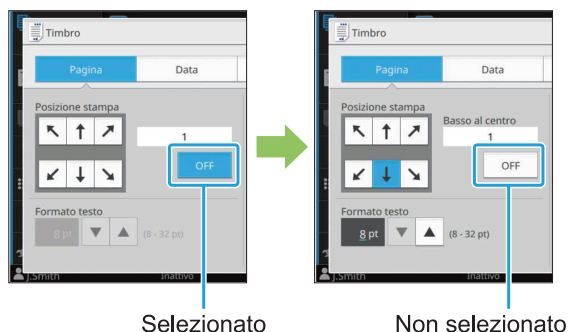 Timbro
Pagina
Data
Posizione stampa
1
OFF
Formato testo
8 pt
(8 - 32 pt)
J.Smith
Inattivo
Selezionato
Timbro
Pagina
Data
Posizione stampa
Basso al centro
1
OFF
Formato testo
8 pt
(8 - 32 pt)
J.Smith
Inattivo
Non selezionato